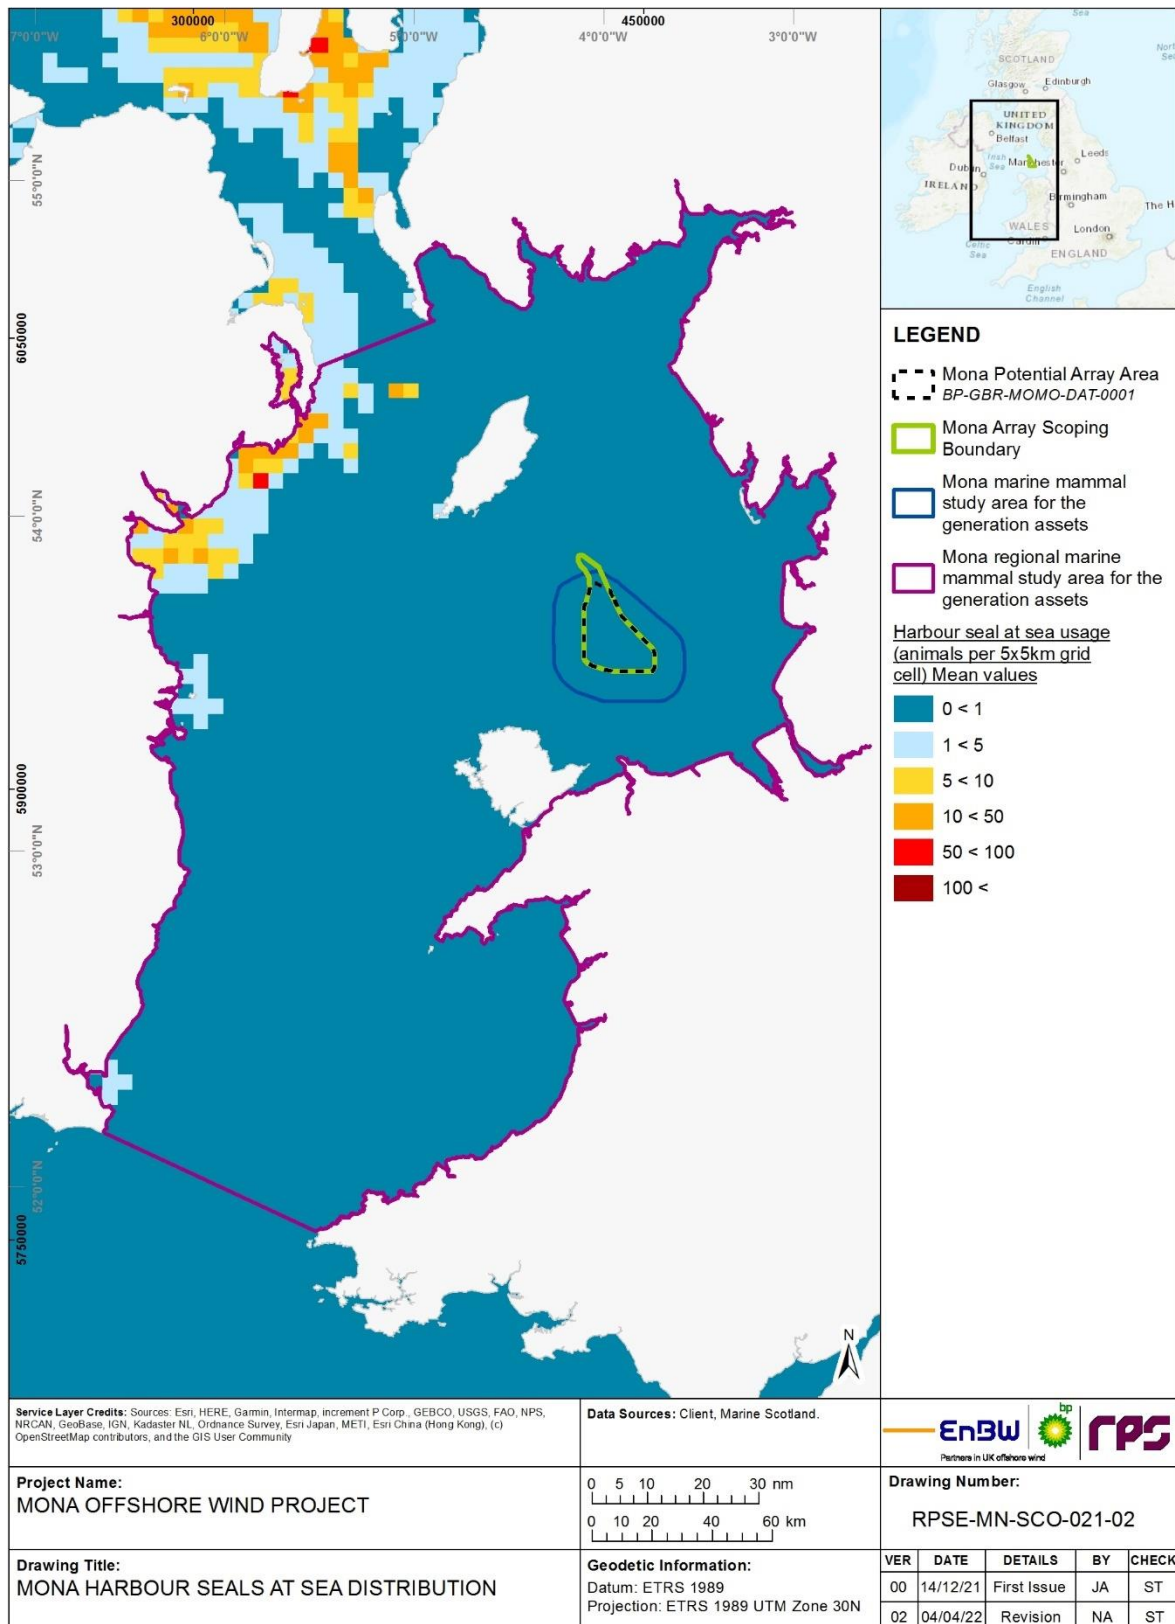 300000
450000
7°0'0"W
6°0'0"W
5°0'0"W
4°0'0"W
3°0'0"W
55°0'0"N
6050000
54°0'0"N
5900000
53°0'0"N
52°0'0"N
5750000
N
Sea
SCOTLAND
Glasgow
Edinburgh
UNITED
KINGDOM
Belfast
Irish
Sea
Dublin
Manchester
Leeds
IRELAND
Birmingham
The H
WALES
London
Cardiff
Celtic
Sea
ENGLAND
English
Channel
LEGEND
Mona Potential Array Area
BP-GBR-MOMO-DAT-0001
Mona Array Scoping
Boundary
Mona marine mammal
study area for the
generation assets
Mona regional marine
mammal study area for the
generation assets
Harbour seal at sea usage
(animals per 5x5km grid
cell) Mean values
0 < 1
1 < 5
5 < 10
10 < 50
50 < 100
100 <
Service Layer Credits: Sources: Esri, HERE, Garmin, Intermap, increment P Corp., GEBCO, USGS, FAO, NPS,
NRCAN, GeoBase, IGN, Kadaster NL, Ordnance Survey, Esri Japan, METI, Esri China (Hong Kong), (c)
OpenStreetMap contributors, and the GIS User Community
Data Sources: Client, Marine Scotland.
EnBW
bp
rps
Partners in UK offshore wind
Project Name:
MONA OFFSHORE WIND PROJECT
0 5 10 20 30 nm
0 10 20 40 60 km
Drawing Number:
RPSE-MN-SCO-021-02
Drawing Title:
MONA HARBOUR SEALS AT SEA DISTRIBUTION
Geodetic Information:
Datum: ETRS 1989
Projection: ETRS 1989 UTM Zone 30N
VER DATE DETAILS BY CHECK
00 14/12/21 First Issue JA ST
02 04/04/22 Revision NA ST